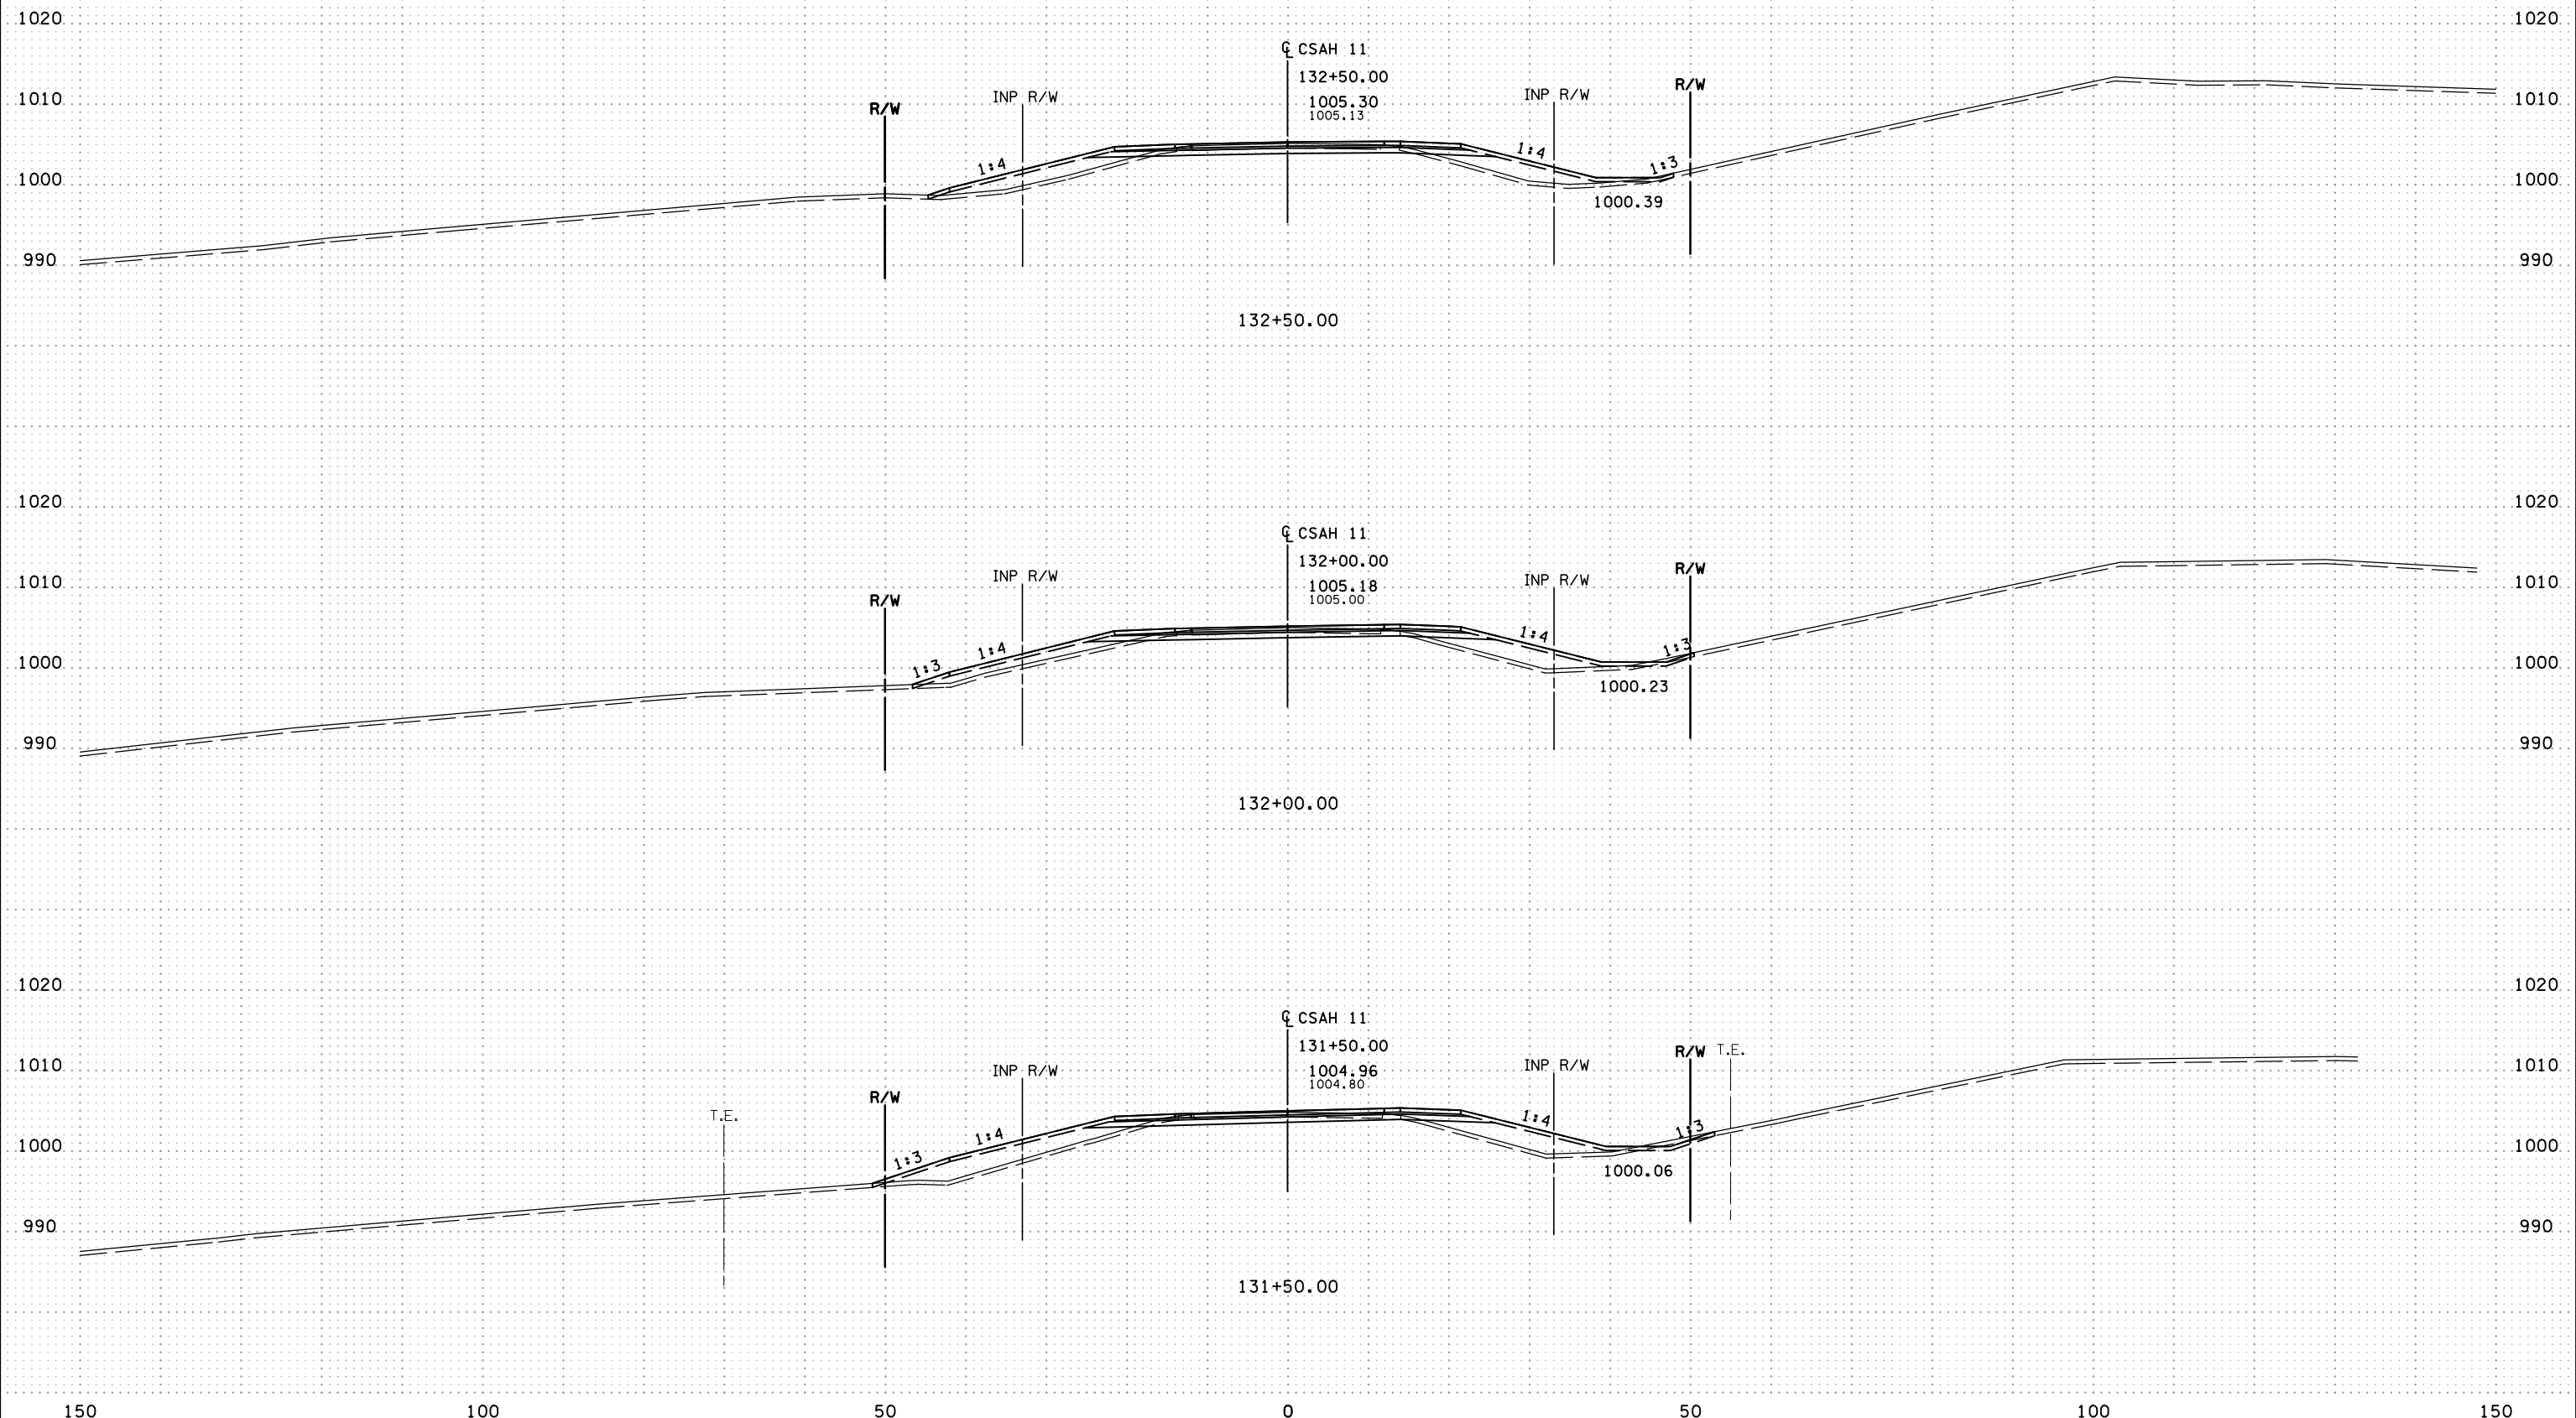 1020 1020
℄ CSAH 11
132+50.00
R/W
INP R/W INP R/W
1010 1010
1005.30
R/W
1005.13
1:4 1:4
1:3
1000 1000
1000.39
990 990
132+50.00
1020 1020
℄ CSAH 11
132+00.00
R/W
INP R/W INP R/W
1010 1010
1005.18
R/W
1005.00
1:4 1:4
1:3 1:3
1000 1000
1000.23
990 990
132+00.00
1020 1020
℄ CSAH 11
131+50.00
R/W T.E.
INP R/W INP R/W
1010 1010
1004.96
1004.80
R/W
T.E.
1:4 1:4
1:3 1:3
1000 1000
1000.06
990 990
131+50.00
150 100 50 0 50 100 150